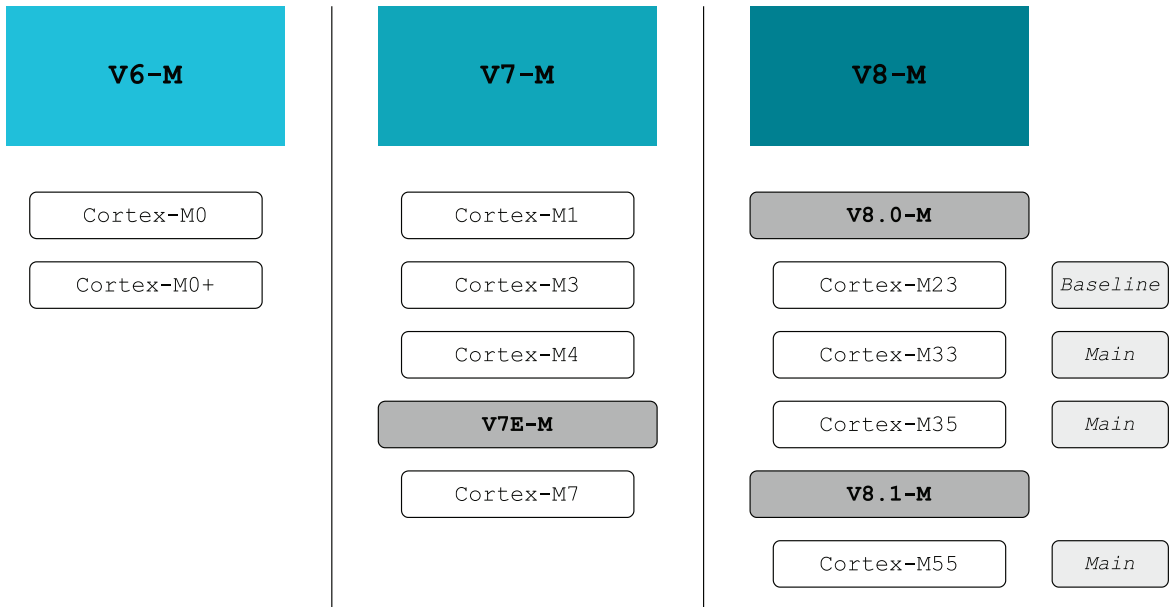 V6-M
Cortex-M0
Cortex-M0+
V7-M
Cortex-M1
Cortex-M3
Cortex-M4
V7E-M
Cortex-M7
V8-M
V8.0-M
Cortex-M23 Baseline
Cortex-M33 Main
Cortex-M35 Main
V8.1-M
Cortex-M55 Main